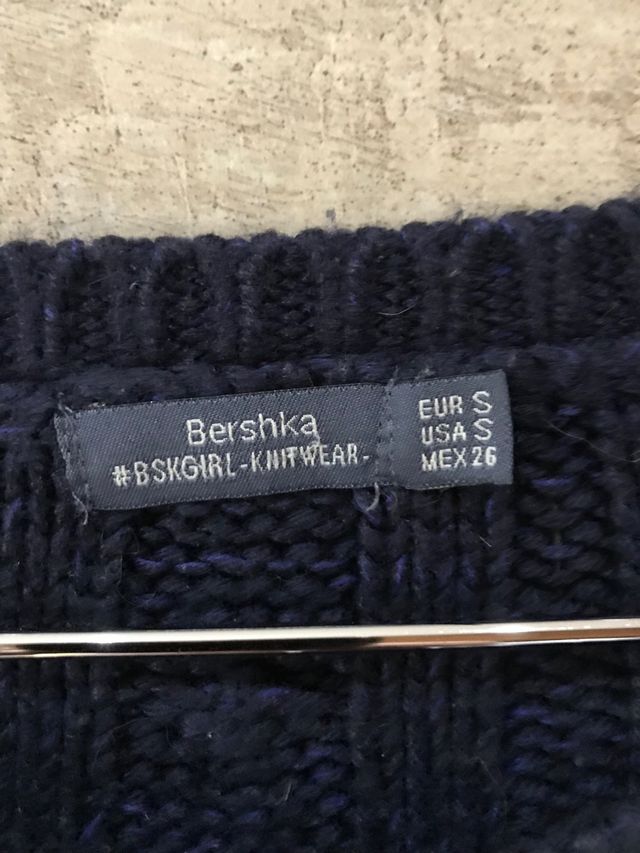 Bershka
#BSKGIRL-KNITWEAR-
EUR S
USA S
MEX 26